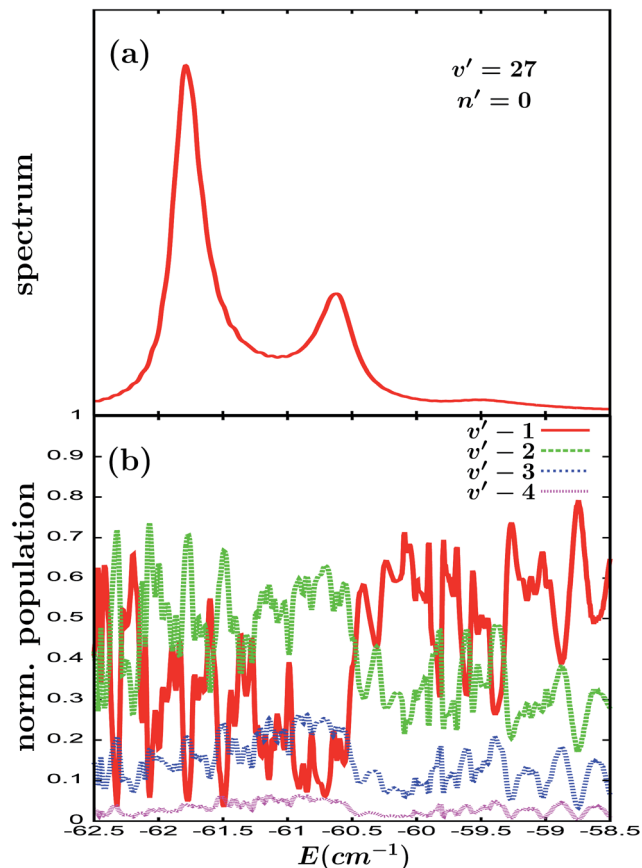 (a)
v′ = 27
n′ = 0
spectrum
1
(b)
v′ − 1
v′ − 2
v′ − 3
v′ − 4
0.9
0.8
0.7
0.6
0.5
0.4
0.3
0.2
0.1
0
norm. population
-62.5 -62 -61.5 -61 -60.5 -60 -59.5 -59 -58.5
E(cm⁻¹)